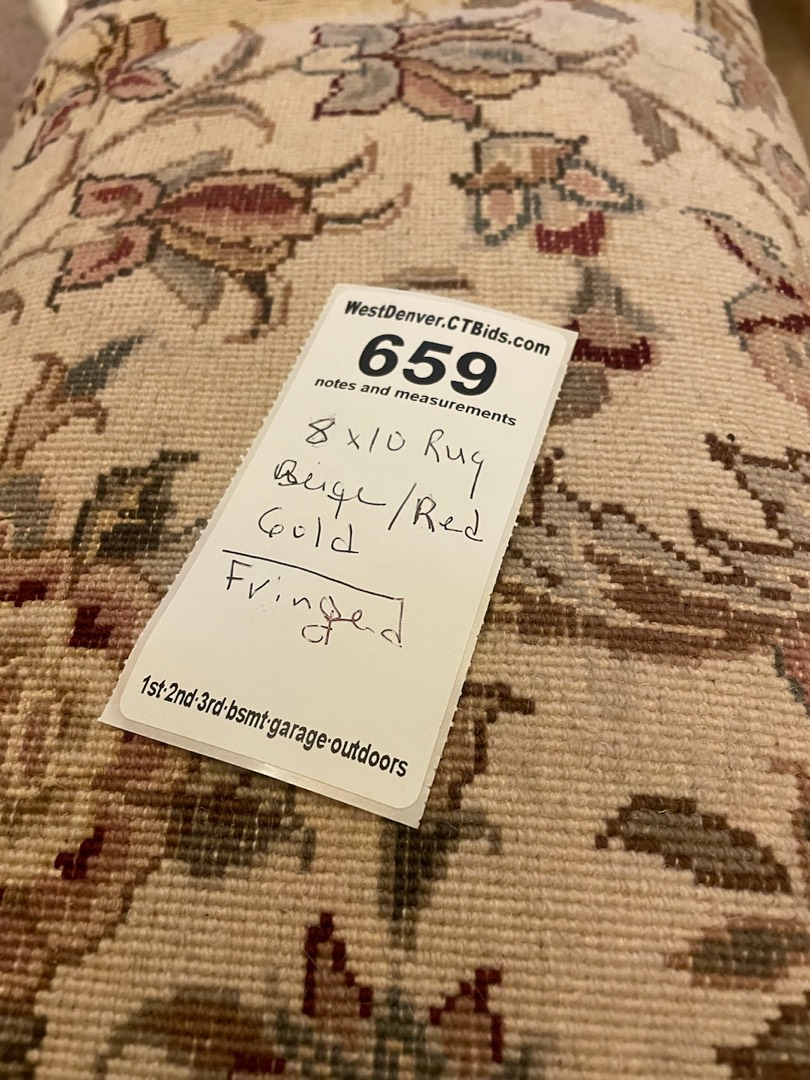 WestDenver.CTBids.com
659
notes and measurements
8 x 10 Rug
Beige/Red
Gold
Fringed
1st·2nd·3rd·bsmt·garage·outdoors